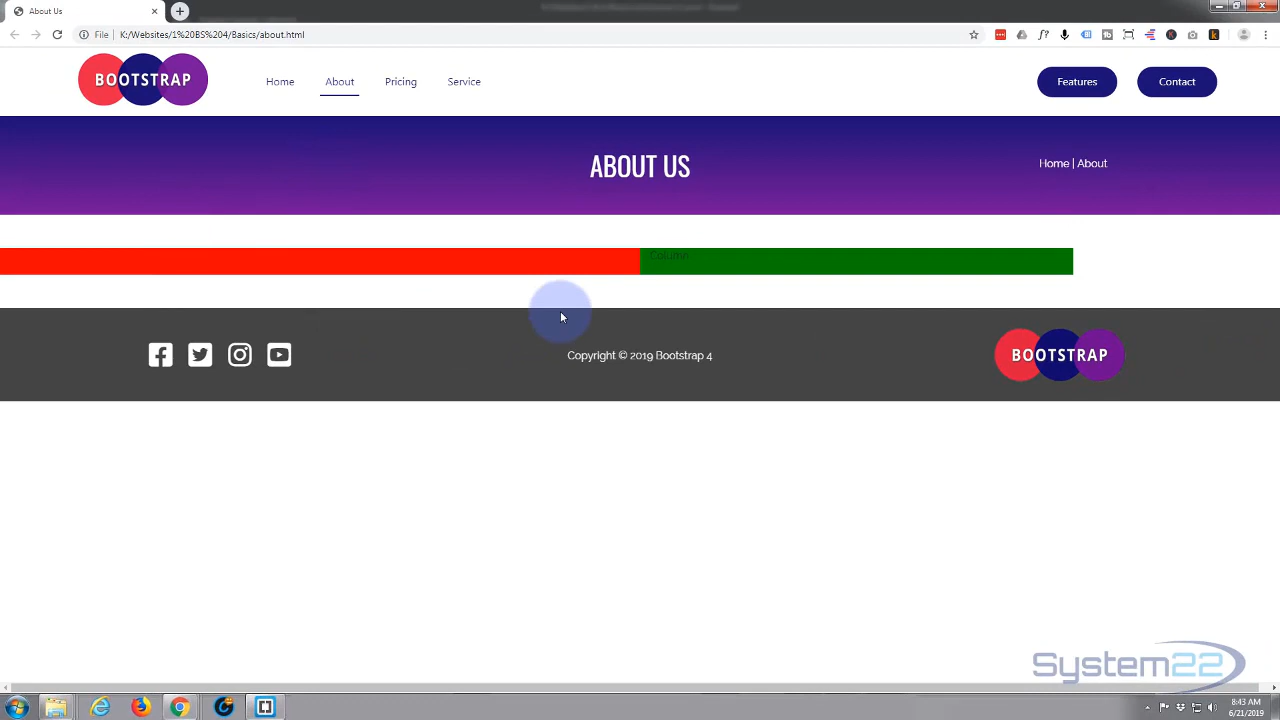 About Us
File | K:/Websites/1%20BS%204/Basics/about.html
BOOTSTRAP
Home
About
Pricing
Service
Features
Contact
ABOUT US
Home | About
Column
Copyright © 2019 Bootstrap 4
BOOTSTRAP
System22
8:43 AM
6/21/2019